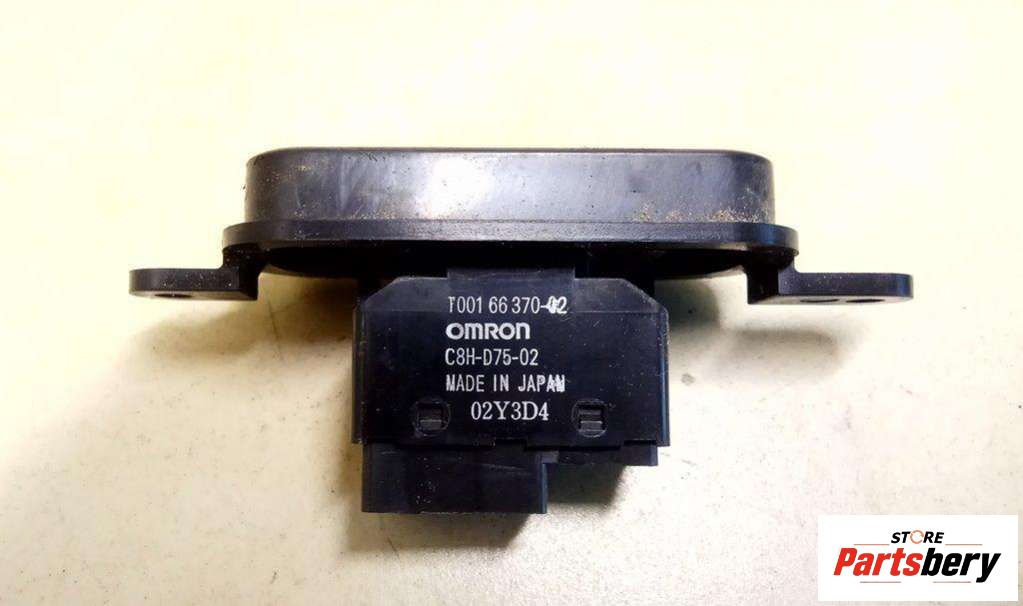 T001 66 370-02
OMRON
C8H-D75-02
MADE IN JAPAN
02Y3D4
STORE
Partsbery